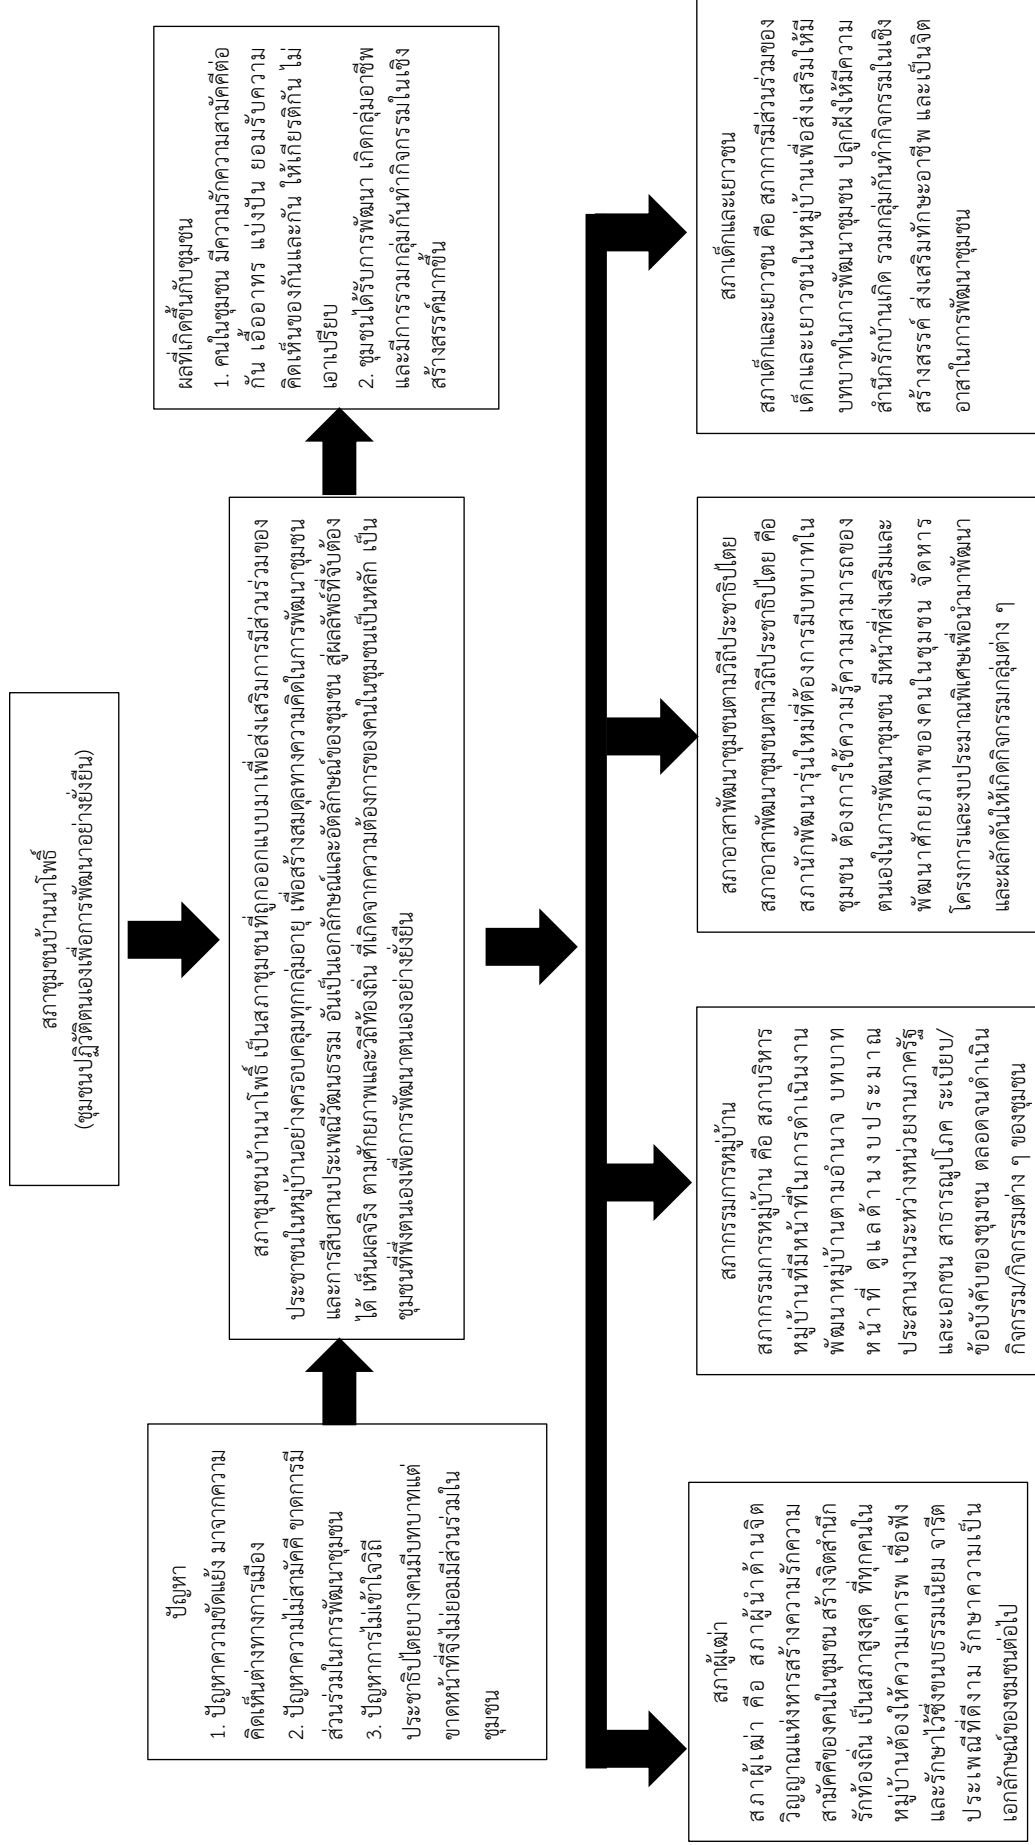 สภาชุมชนบ้านนาโพธิ์
(ชุมชนปฏิวัติตนเองเพื่อการพัฒนาอย่างยั่งยืน)
ปัญหา
1. ปัญหาความขัดแย้ง มาจากความ
คิดเห็นต่างทางการเมือง
2. ปัญหาความไม่สามัคคี ขาดการมี
ส่วนร่วมในการพัฒนาชุมชน
3. ปัญหาการไม่เข้าใจวิถี
ประชาธิปไตยบางคนมีบทบาทแต่
ขาดหน้าที่จึงไม่ยอมมีส่วนร่วมใน
ชุมชน
สภาชุมชนบ้านนาโพธิ์ เป็นสภาชุมชนที่ถูกออกแบบมาเพื่อส่งเสริมการมีส่วนร่วมของ
ประชาชนในหมู่บ้านอย่างครอบคลุมทุกกลุ่มอายุ เพื่อสร้างสมดุลทางความคิดในการพัฒนาชุมชน
และการสืบสานประเพณีวัฒนธรรม อันเป็นเอกลักษณ์และอัตลักษณ์ของชุมชน สู่ผลลัพธ์ที่จับต้อง
ได้ เห็นผลจริง ตามศักยภาพและวิถีท้องถิ่น ที่เกิดจากความต้องการของคนในชุมชนเป็นหลัก เป็น
ชุมชนที่พึ่งตนเองเพื่อการพัฒนาตนเองอย่างยั่งยืน
ผลที่เกิดขึ้นกับชุมชน
1. คนในชุมชน มีความรักความสามัคคีต่อ
กัน เอื้ออาทร แบ่งปัน ยอมรับความ
คิดเห็นของกันและกัน ให้เกียรติกัน ไม่
เอาเปรียบ
2. ชุมชนได้รับการพัฒนา เกิดกลุ่มอาชีพ
และมีการรวมกลุ่มกันทำกิจกรรมในเชิง
สร้างสรรค์มากขึ้น
สภาผู้เฒ่า
สภาผู้เฒ่า คือ สภาผู้นำด้านจิต
วิญญาณแห่งหารสร้างความรักความ
สามัคคีของคนในชุมชน สร้างจิตสำนึก
รักท้องถิ่น เป็นสภาสูงสุด ที่ทุกคนใน
หมู่บ้านต้องให้ความเคารพ เชื่อฟัง
และรักษาไว้ซึ่งขนบธรรมเนียม จารีต
ประเพณีที่ดีงาม รักษาความเป็น
เอกลักษณ์ของชุมชนต่อไป
สภากรรมการหมู่บ้าน
สภากรรมการหมู่บ้าน คือ สภาบริหาร
หมู่บ้านที่มีหน้าที่ในการดำเนินงาน
พัฒนาหมู่บ้านตามอำนาจ บทบาท
หน้าที่ ดูแลด้านงบประมาณ
ประสานงานระหว่างหน่วยงานภาครัฐ
และเอกชน สาธารณูปโภค ระเบียบ/
ข้อบังคับของชุมชน ตลอดจนดำเนิน
กิจกรรม/กิจกรรมต่าง ๆ ของชุมชน
สภาอาสาพัฒนาชุมชนตามวิถีประชาธิปไตย
สภาอาสาพัฒนาชุมชนตามวิถีประชาธิปไตย คือ
สภานักพัฒนารุ่นใหม่ที่ต้องการมีบทบาทใน
ชุมชน ต้องการใช้ความรู้ความสามารถของ
ตนเองในการพัฒนาชุมชน มีหน้าที่ส่งเสริมและ
พัฒนาศักยภาพของคนในชุมชน จัดหาร
โครงการและงบประมาณพิเศษเพื่อนำมาพัฒนา
และผลักดันให้เกิดกิจกรรมกลุ่มต่าง ๆ
สภาเด็กและเยาวชน
สภาเด็กและเยาวชน คือ สภาการมีส่วนร่วมของ
เด็กและเยาวชนในหมู่บ้านเพื่อส่งเสริมให้มี
บทบาทในการพัฒนาชุมชน ปลูกฝังให้มีความ
สำนึกรักบ้านเกิด รวมกลุ่มกันทำกิจกรรมในเชิง
สร้างสรรค์ ส่งเสริมทักษะอาชีพ และเป็นจิต
อาสาในการพัฒนาชุมชน